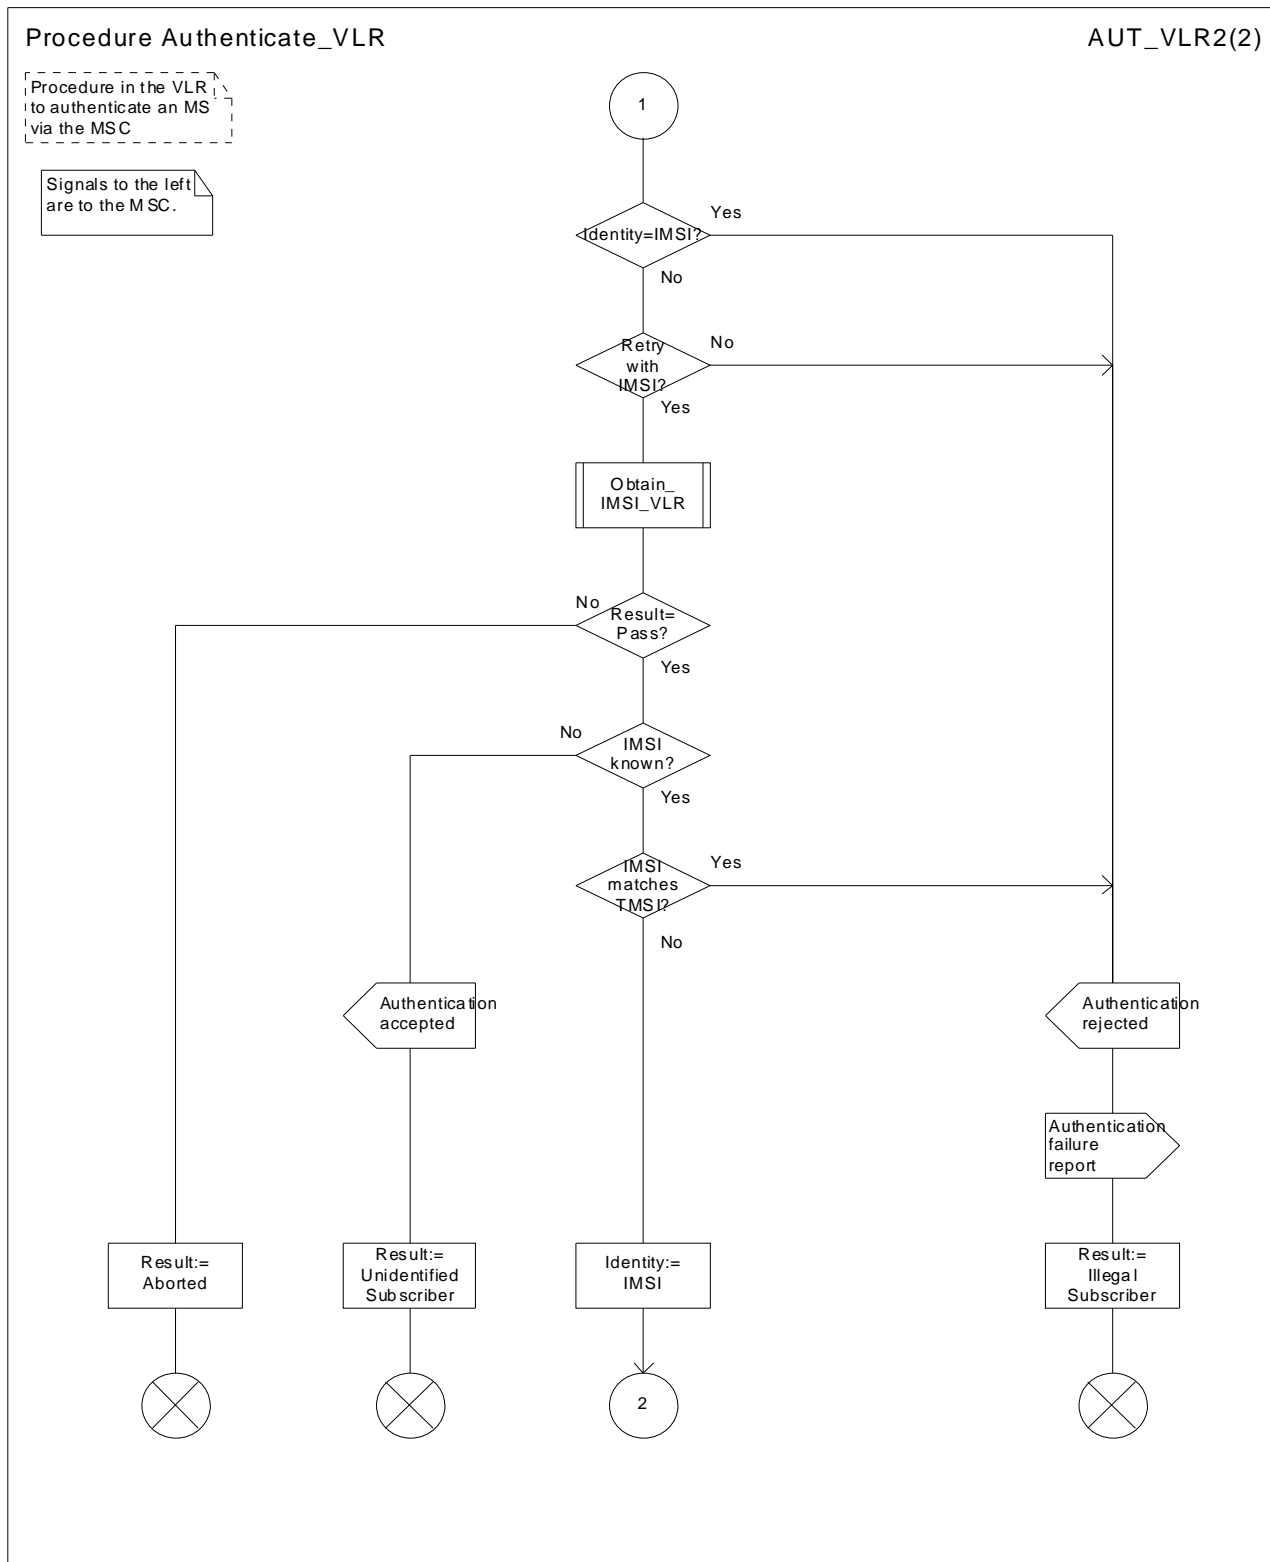 Procedure Authenticate_VLR
AUT_VLR2(2)
Procedure in the VLR
to authenticate an MS
via the MSC
Signals to the left
are to the MSC.
1
Identity=IMSI?
Yes
No
Retry
with
IMSI?
No
Yes
Obtain_
IMSI_VLR
Result=
Pass?
No
Yes
IMSI
known?
No
Yes
IMSI
matches
TMSI?
Yes
No
Authentication
accepted
Authentication
rejected
Authentication
failure
report
Result:=
Aborted
Result:=
Unidentified
Subscriber
Identity:=
IMSI
Result:=
Illegal
Subscriber
2